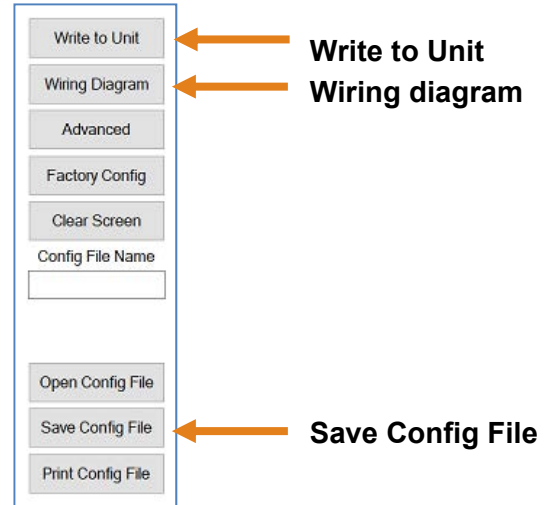 Write to Unit
Write to Unit
Wiring Diagram
Wiring diagram
Advanced
Factory Config
Clear Screen
Config File Name
Open Config File
Save Config File
Save Config File
Print Config File